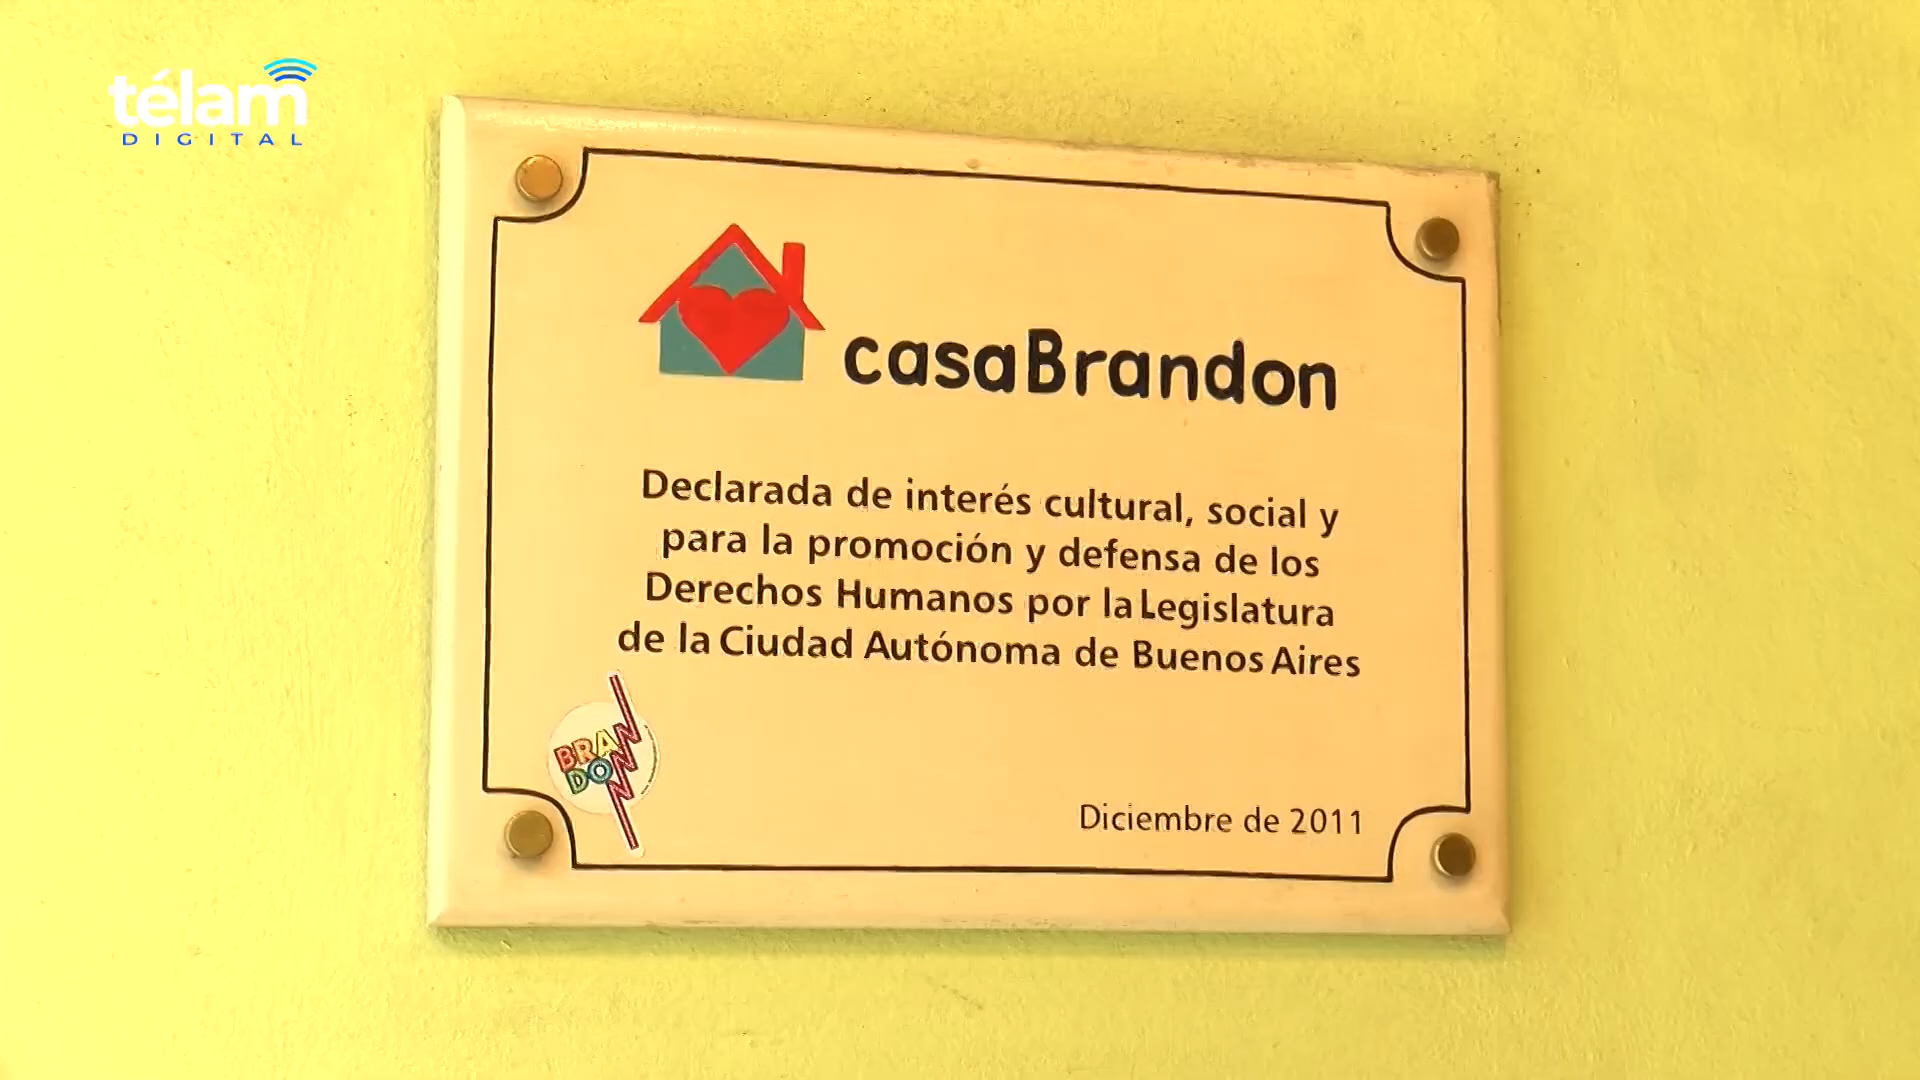 télam
DIGITAL
casaBrandon
Declarada de interés cultural, social y
para la promoción y defensa de los
Derechos Humanos por la Legislatura
de la Ciudad Autónoma de Buenos Aires
BRAN
DON
Diciembre de 2011